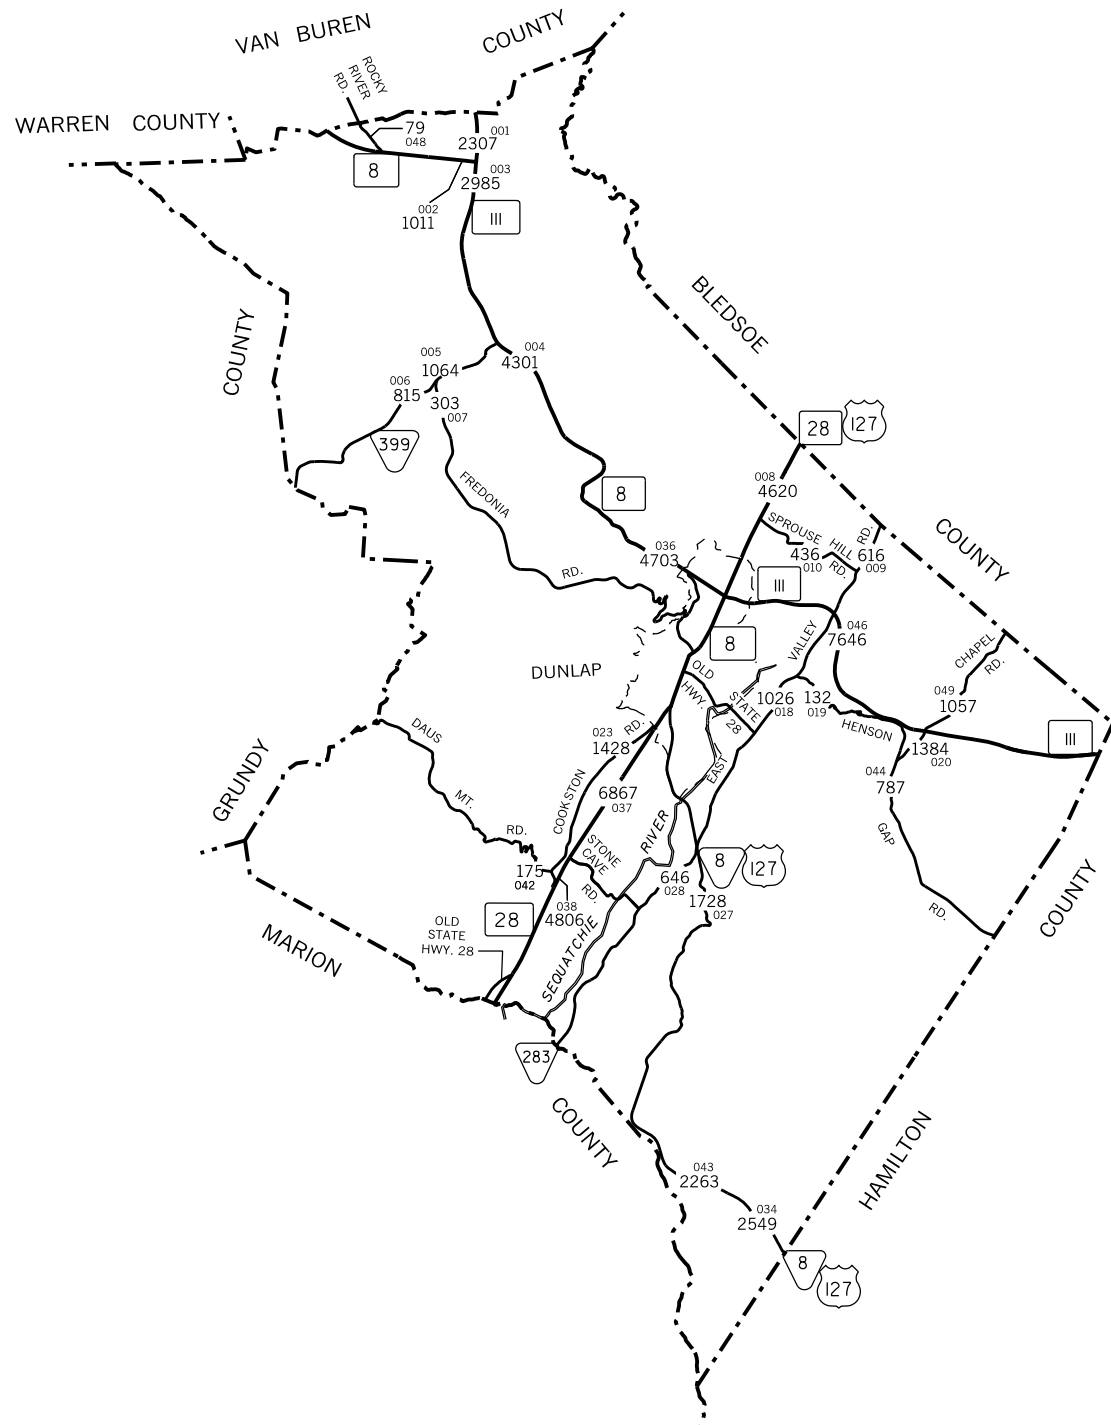 VAN BUREN COUNTY
WARREN COUNTY
ROCKY
RIVER
RD.
79
048
001
2307
8
003
2985
002
1011
III
BLEDSOE
COUNTY
004
4301
005
1064
006
815
303
007
399
FREDONIA
RD.
8
28
127
008
4620
SPROUSE
HILL
RD.
436
010
RD.
616
009
COUNTY
036
4703
III
8
VALLEY
046
7646
DUNLAP
OLD
STATE
HWY.
28
1026
018
132
019
HENSON
CHAPEL
RD.
049
1057
1384
020
III
044
787
GAP
RD.
DAUS
MT.
RD.
GRUNDY
023
1428
RD.
COOKSTON
6867
037
EAST
RIVER
STONE
CAVE
RD.
8
127
646
028
1728
027
175
042
038
4806
28
OLD
STATE
HWY. 28
SEQUATCHIE
MARION
COUNTY
283
COUNTY
HAMILTON
043
2263
034
2549
8
127